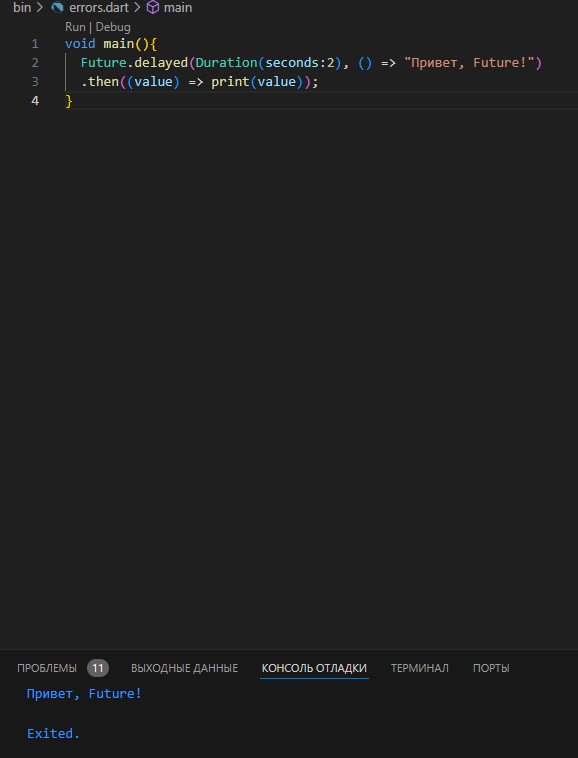 bin > errors.dart > main
Run | Debug
1 void main(){
2 Future.delayed(Duration(seconds:2), () => "Привет, Future!")
3 .then((value) => print(value));
4 }
ПРОБЛЕМЫ 11 ВЫХОДНЫЕ ДАННЫЕ КОНСОЛЬ ОТЛАДКИ ТЕРМИНАЛ ПОРТЫ
Привет, Future!
Exited.